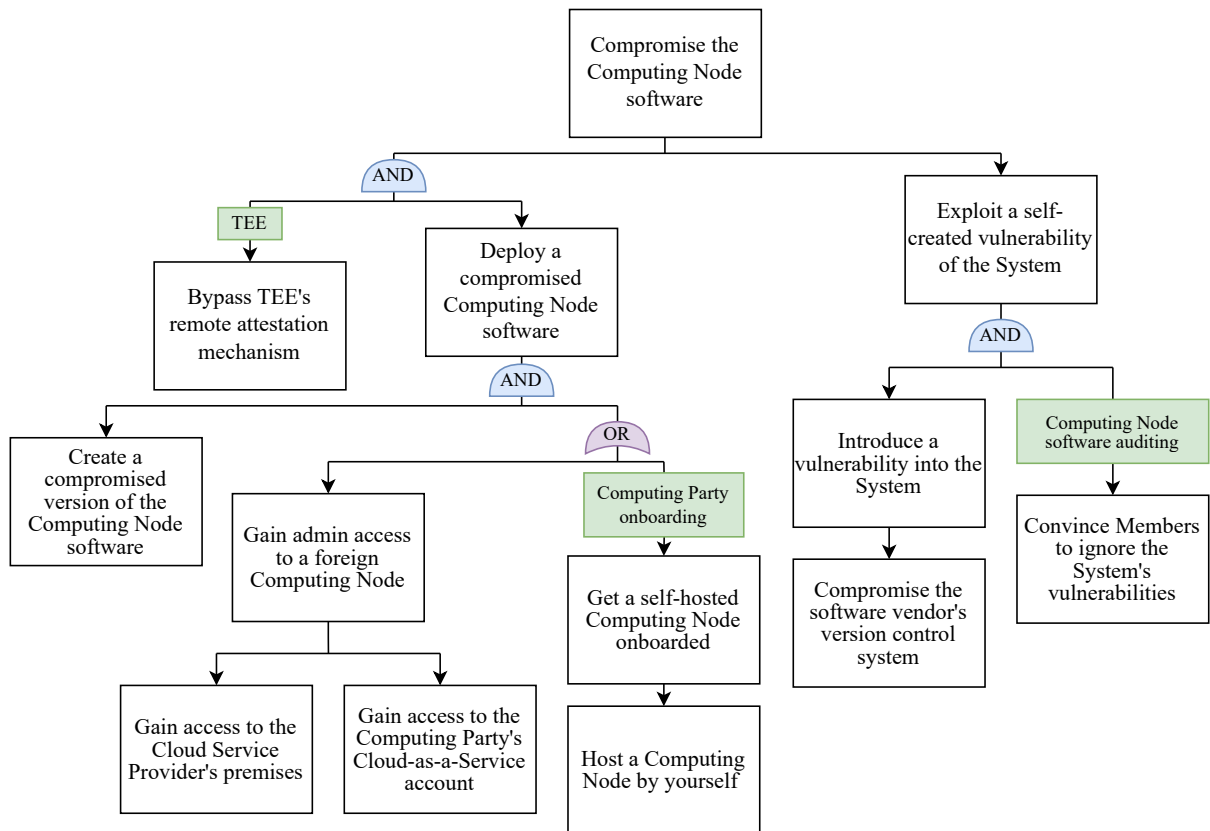 Compromise the
Computing Node
software
AND
TEE
Bypass TEE's
remote attestation
mechanism
Deploy a
compromised
Computing Node
software
Exploit a self-
created vulnerability
of the System
AND
AND
Create a
compromised
version of the
Computing Node
software
OR
Gain admin access
to a foreign
Computing Node
Computing Party
onboarding
Get a self-hosted
Computing Node
onboarded
Introduce a
vulnerability into the
System
Computing Node
software auditing
Convince Members
to ignore the
System's
vulnerabilities
Compromise the
software vendor's
version control
system
Gain access to the
Cloud Service
Provider's premises
Gain access to the
Computing Party's
Cloud-as-a-Service
account
Host a Computing
Node by yourself